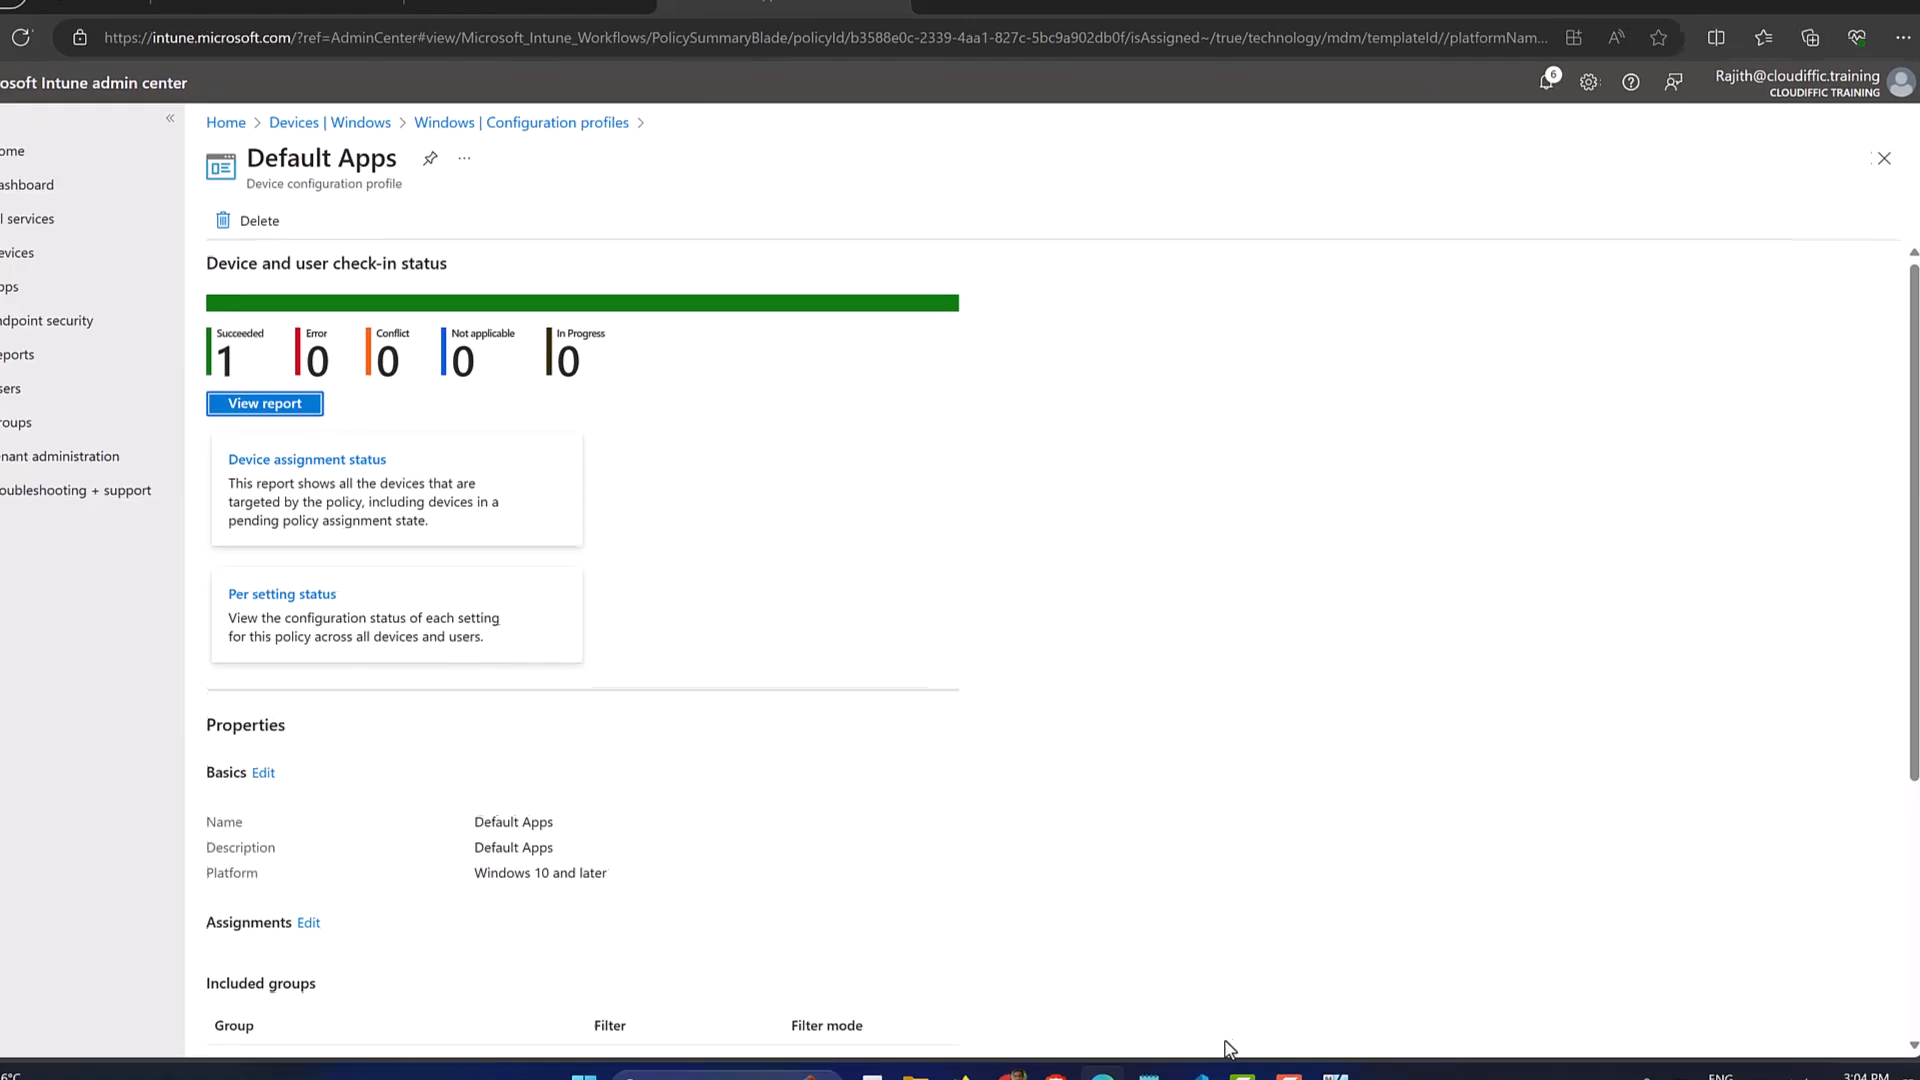 https://intune.microsoft.com/?ref=AdminCenter#view/Microsoft_Intune_Workflows/PolicySummaryBlade/policyId/b3588e0c-2339-4aa1-827c-5bc9a902db0f/isAssigned~/true/technology/mdm/templateId//platformNam...
osoft Intune admin center
6
Rajith@cloudiffic.training
CLOUDIFFIC TRAINING
ome
ashboard
l services
evices
pps
ndpoint security
eports
sers
roups
nant administration
oubleshooting + support
Home > Devices | Windows > Windows | Configuration profiles >
Default Apps
Device configuration profile
Delete
Device and user check-in status
Succeeded Error Conflict Not applicable In Progress
1 0 0 0 0
View report
Device assignment status
This report shows all the devices that are
targeted by the policy, including devices in a
pending policy assignment state.
Per setting status
View the configuration status of each setting
for this policy across all devices and users.
Properties
Basics Edit
Name Default Apps
Description Default Apps
Platform Windows 10 and later
Assignments Edit
Included groups
Group Filter Filter mode
6°C
ENG
3:04 PM